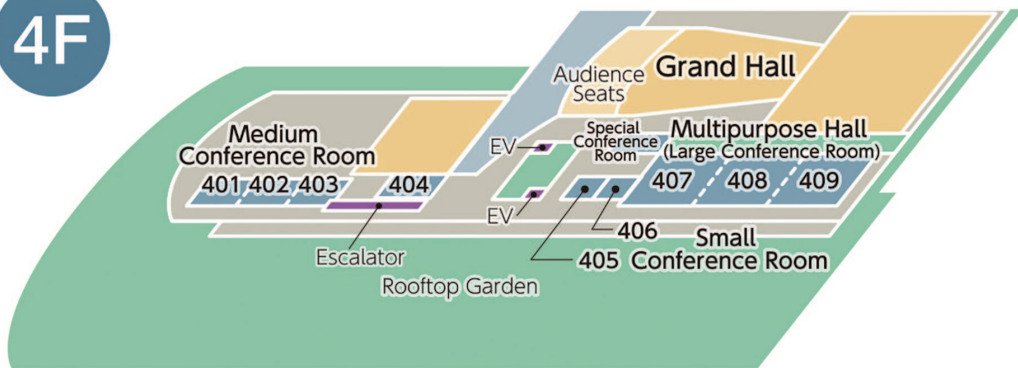 4F
Audience
Seats
Grand Hall
Medium
Conference Room
EV
Special
Conference
Room
Multipurpose Hall
(Large Conference Room)
401
402
403
404
407
408
409
EV
Escalator
406
405
Small
Conference Room
Rooftop Garden